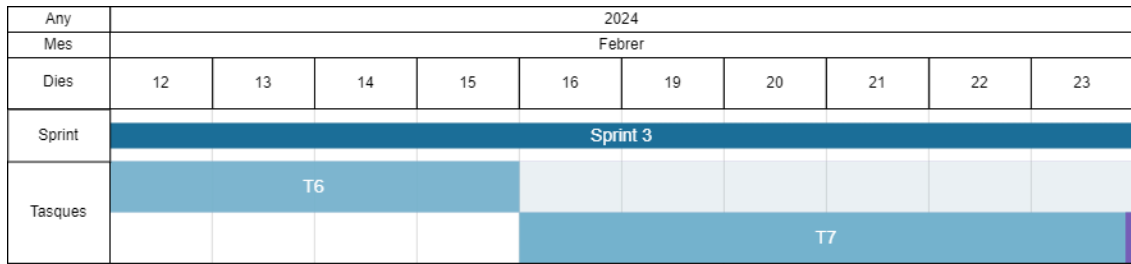 Any 2024
Mes Febrer
Dies 12 13 14 15 16 19 20 21 22 23
Sprint Sprint 3
Tasques
T6
T7